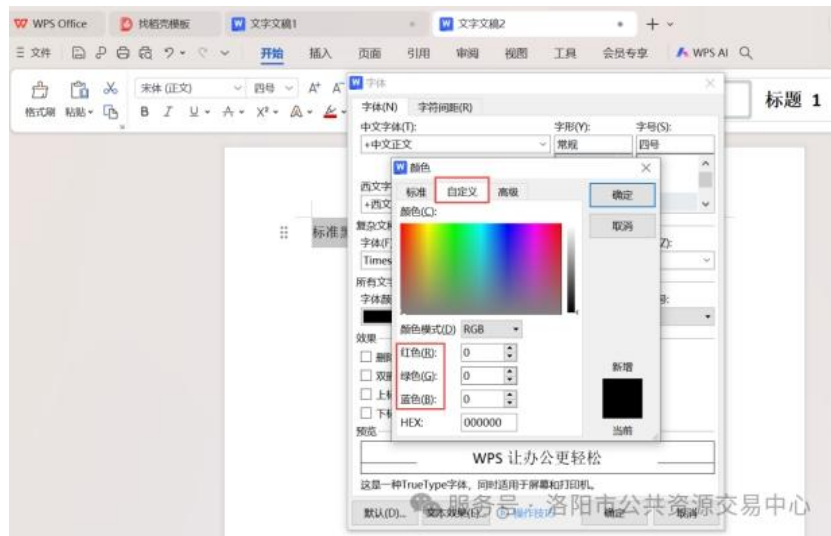 WPS Office 找稻壳模板 文字文稿1 文字文稿2
三 文件 开始 插入 页面 引用 审阅 视图 工具 会员专享 WPS AI
格式刷 粘贴 宋体 (正文) 四号 A⁺ A⁻ 标题 1
B I U A X² A
字体
字体(N) 字符间距(R)
中文字体(T): 字形(Y): 字号(S):
+中文正文 常规 四号
颜色
标准 自定义 高级 确定
西文字
+西文
颜色(C): 取消
标准
字体(F) Z):
Times
所有文字
颜色模式(D) RGB
效果
红色(R): 0
绿色(G): 0 新增
蓝色(B): 0
HEX: 000000 当前
预览
WPS 让办公更轻松
这是一种TrueType字体，同时适用于屏幕和打印机。
默认(D)... 文本效果(E)... 操作技巧 确定 取消
服务号 · 洛阳市公共资源交易中心